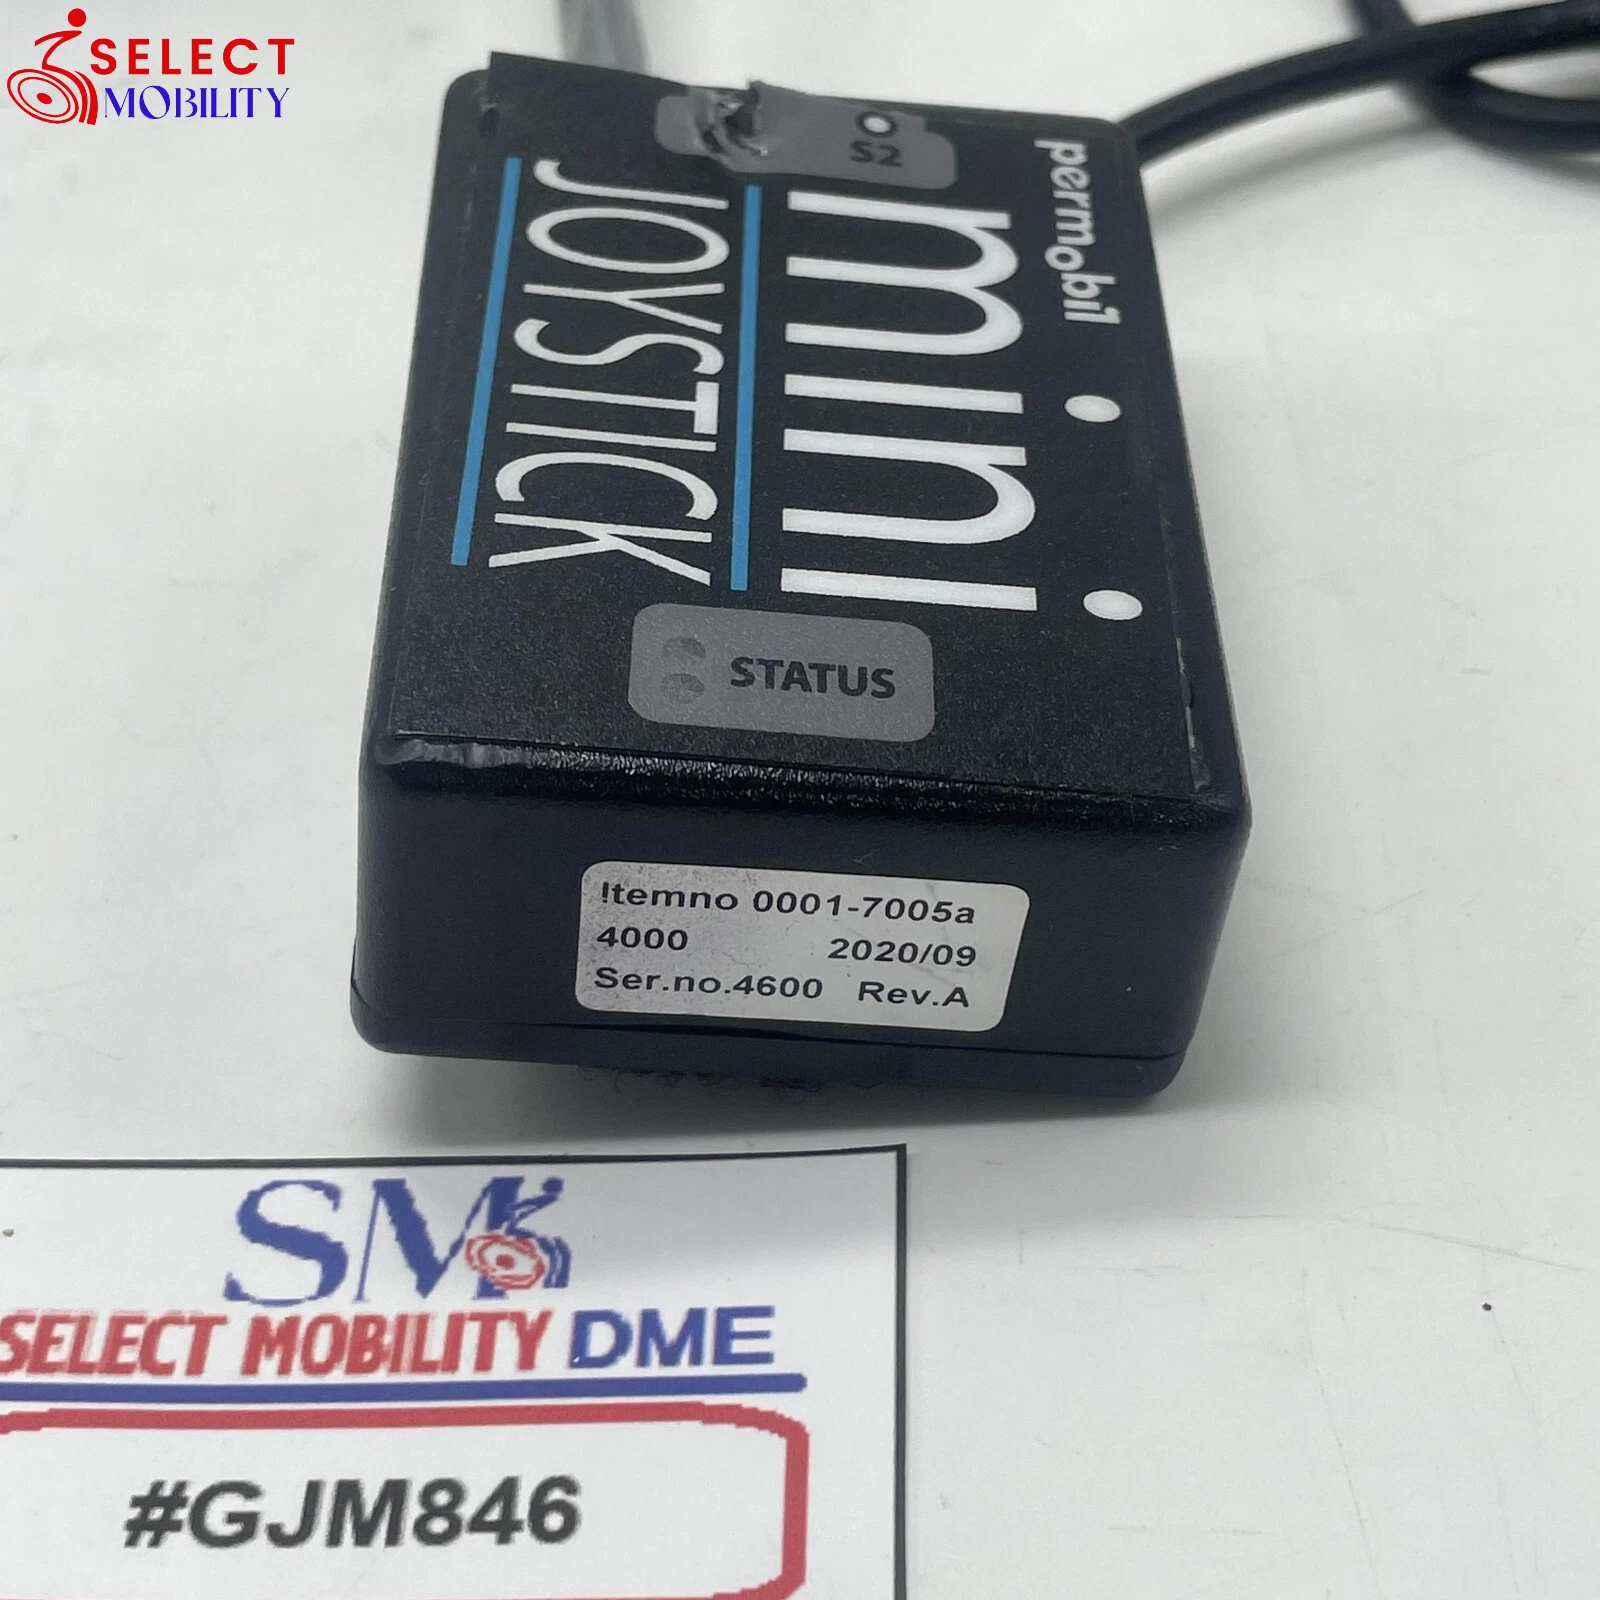 SELECT
MOBILITY
S2
permobil
mini
JOYSTICK
STATUS
Itemno 0001-7005a
4000 2020/09
Ser.no.4600 Rev.A
SM
SELECT MOBILITY DME
#GJM846